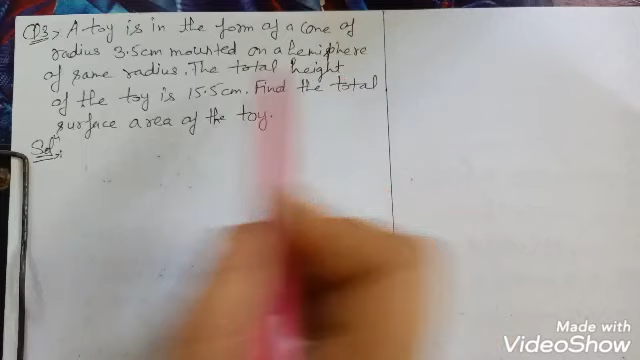 Q3 > A toy is in the form of a cone of
radius 3.5cm mounted on a hemisphere
of same radius. The total height
of the toy is 15.5cm. Find the total
surface area of the toy.
Sol^n:
Made with
VideoShow